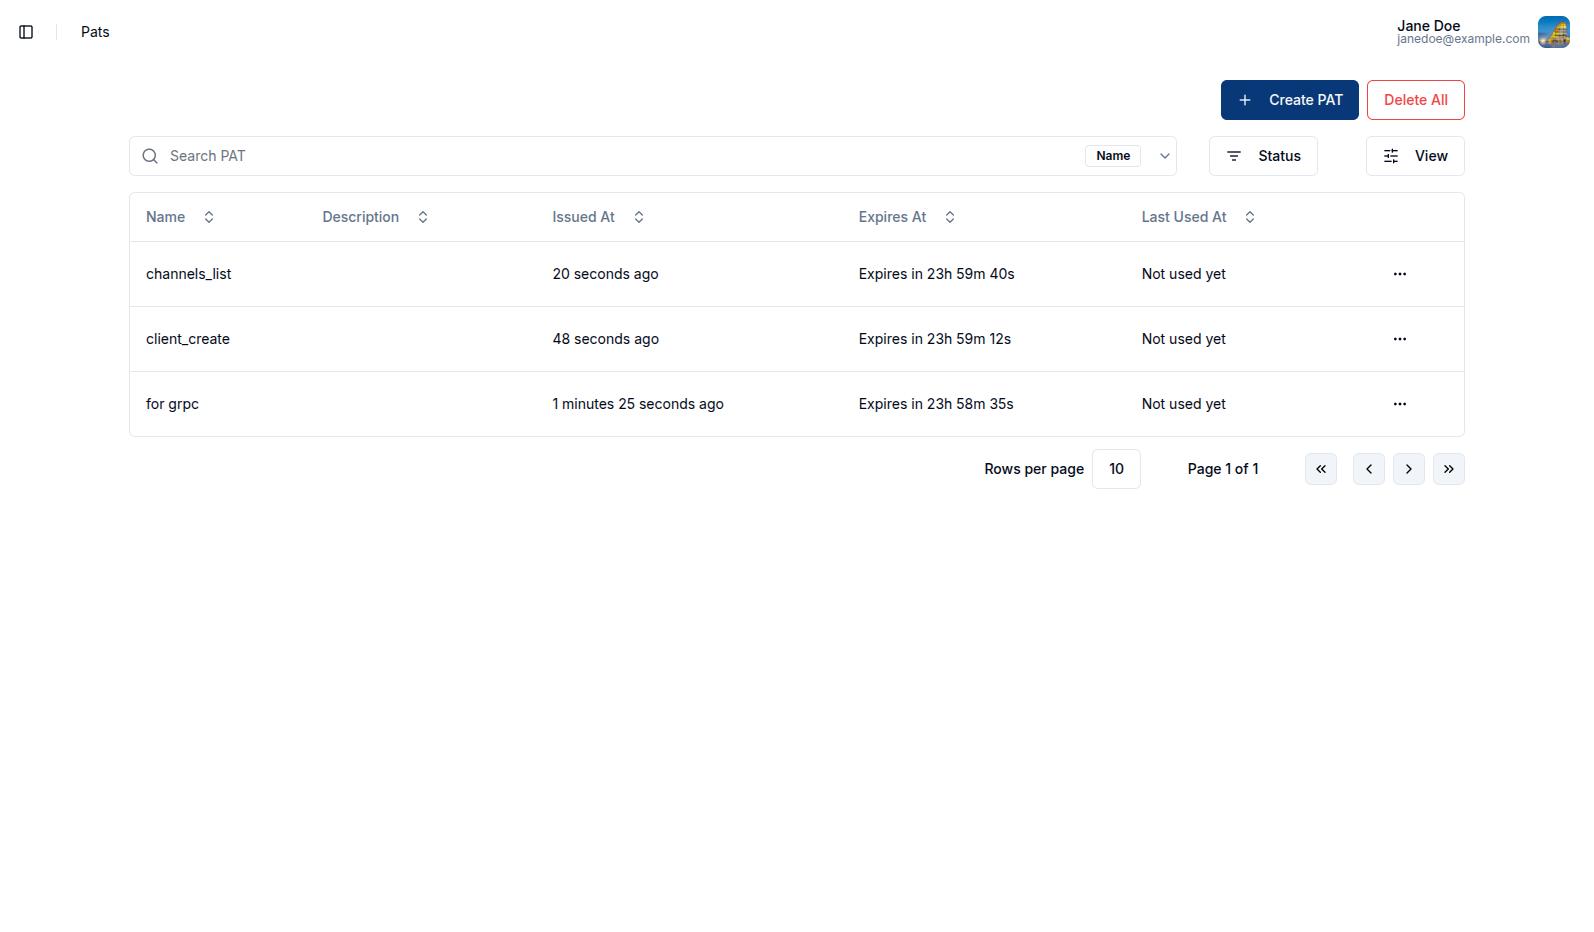 Pats
Jane Doe
janedoe@example.com
Create PAT
Delete All
Search PAT
Name
Status
View
Name Description Issued At Expires At Last Used At
channels_list 20 seconds ago Expires in 23h 59m 40s Not used yet
client_create 48 seconds ago Expires in 23h 59m 12s Not used yet
for grpc 1 minutes 25 seconds ago Expires in 23h 58m 35s Not used yet
Rows per page 10 Page 1 of 1